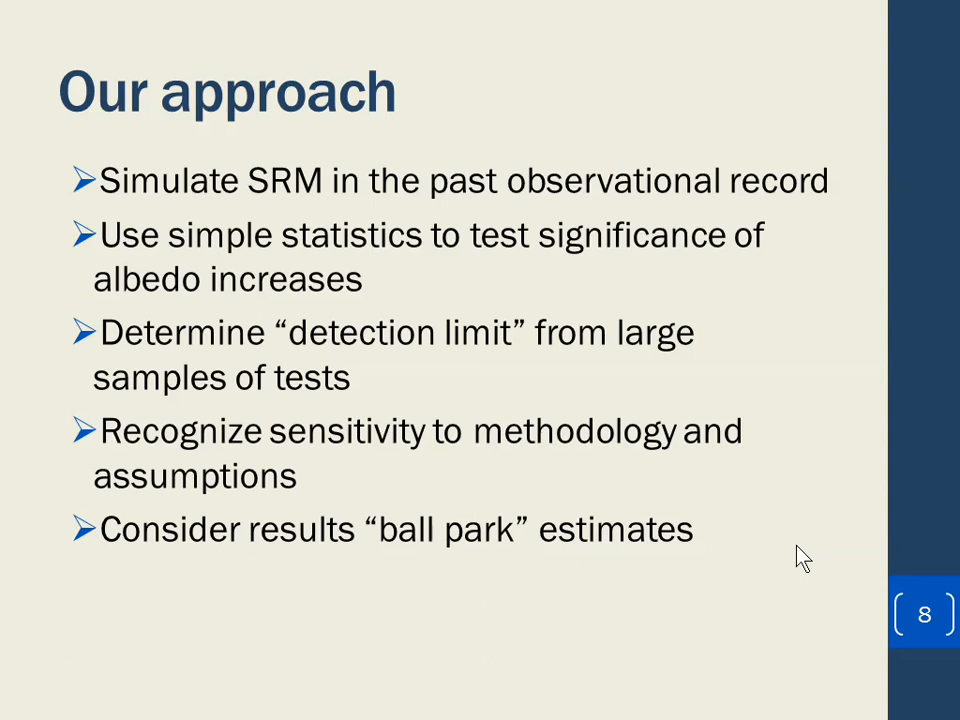 Our approach
Simulate SRM in the past observational record
Use simple statistics to test significance of
albedo increases
Determine “detection limit” from large
samples of tests
Recognize sensitivity to methodology and
assumptions
Consider results “ball park” estimates
8